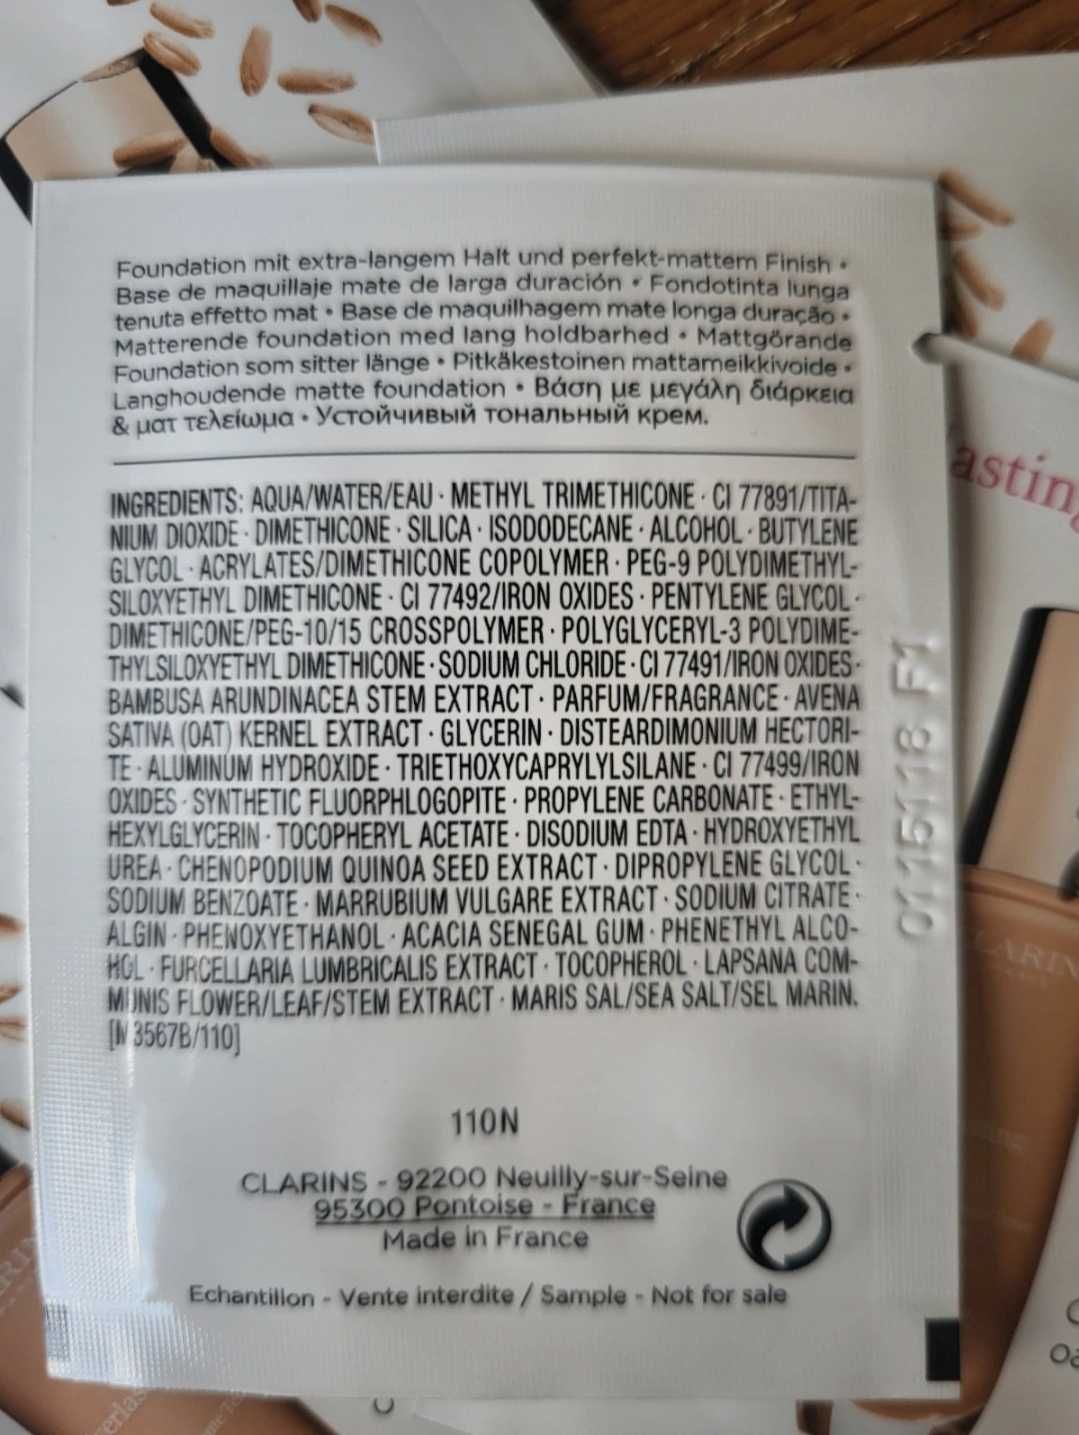 Foundation mit extra-langem Halt und perfekt-mattem Finish •
Base de maquillaje mate de larga duración • Fondotinta lunga
tenuta effetto mat • Base de maquilhagem mate longa duração •
Matterende foundation med lang holdbarhed • Mattgörande
Foundation som sitter länge • Pitkäkestoinen mattameikkivoide •
Langhoudende matte foundation • Βάση με μεγάλη διάρκεια
& ματ τελείωμα • Устойчивый тональный крем.
INGREDIENTS: AQUA/WATER/EAU · METHYL TRIMETHICONE · CI 77891/TITA-
NIUM DIOXIDE · DIMETHICONE · SILICA · ISODODECANE · ALCOHOL · BUTYLENE
GLYCOL · ACRYLATES/DIMETHICONE COPOLYMER · PEG-9 POLYDIMETHYL-
SILOXYETHYL DIMETHICONE · CI 77492/IRON OXIDES · PENTYLENE GLYCOL ·
DIMETHICONE/PEG-10/15 CROSSPOLYMER · POLYGLYCERYL-3 POLYDIME-
THYLSILOXYETHYL DIMETHICONE · SODIUM CHLORIDE · CI 77491/IRON OXIDES ·
BAMBUSA ARUNDINACEA STEM EXTRACT · PARFUM/FRAGRANCE · AVENA
SATIVA (OAT) KERNEL EXTRACT · GLYCERIN · DISTEARDIMONIUM HECTORI-
TE · ALUMINUM HYDROXIDE · TRIETHOXYCAPRYLYLSILANE · CI 77499/IRON
OXIDES · SYNTHETIC FLUORPHLOGOPITE · PROPYLENE CARBONATE · ETHYL-
HEXYLGLYCERIN · TOCOPHERYL ACETATE · DISODIUM EDTA · HYDROXYETHYL
UREA · CHENOPODIUM QUINOA SEED EXTRACT · DIPROPYLENE GLYCOL ·
SODIUM BENZOATE · MARRUBIUM VULGARE EXTRACT · SODIUM CITRATE ·
ALGIN · PHENOXYETHANOL · ACACIA SENEGAL GUM · PHENETHYL ALCO-
HOL · FURCELLARIA LUMBRICALIS EXTRACT · TOCOPHEROL · LAPSANA COM-
MUNIS FLOWER/LEAF/STEM EXTRACT · MARIS SAL/SEA SALT/SEL MARIN.
[M3567B/110]
110N
CLARINS - 92200 Neuilly-sur-Seine
95300 Pontoise - France
Made in France
Echantillon - Vente interdite / Sample - Not for sale
0115118 F1
asting
CLARINS